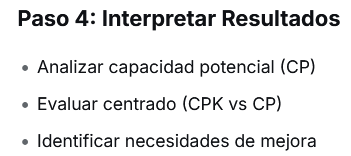 Paso 4: Interpretar Resultados
• Analizar capacidad potencial (CP)
• Evaluar centrado (CPK vs CP)
• Identificar necesidades de mejora